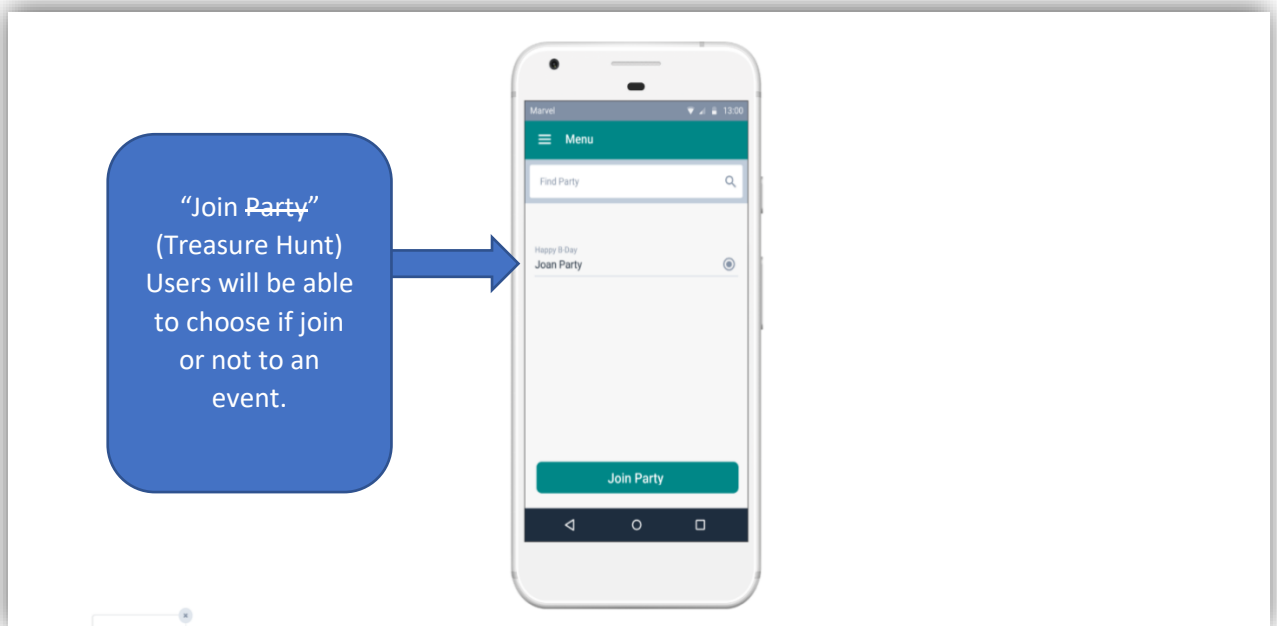 “Join Party”
(Treasure Hunt)
Users will be able
to choose if join
or not to an
event.
Marvel 13:00
Menu
Find Party
Happy B-Day
Joan Party
Join Party